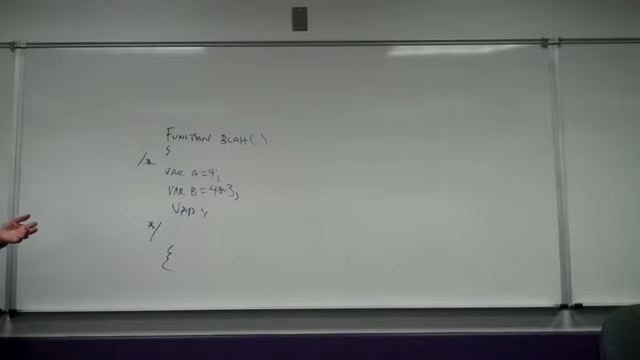 FUNCTION BLAH()
{
/*
VAR A=4;
VAR B=4*3;
VAR
*/
{